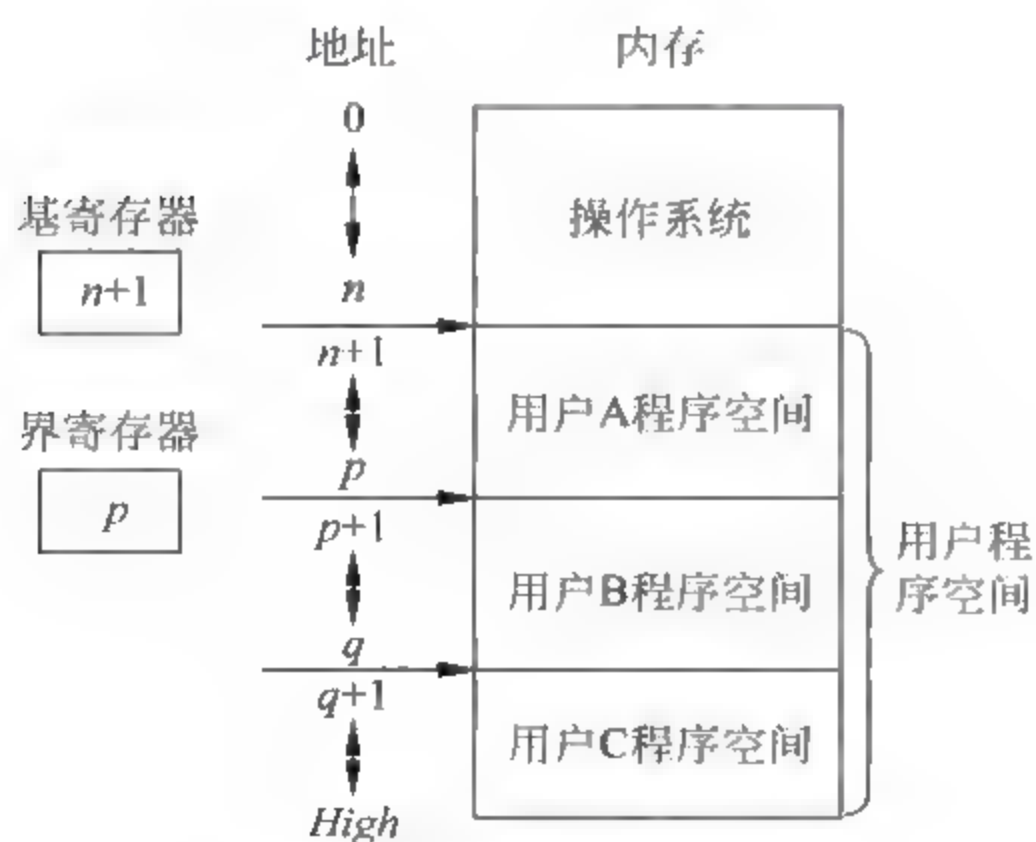 地址
内存
0
操作系统
基寄存器
n+1
n
n+1
用户A程序空间
界寄存器
p
p
p+1
用户B程序空间
用户程
序空间
q
q+1
用户C程序空间
High